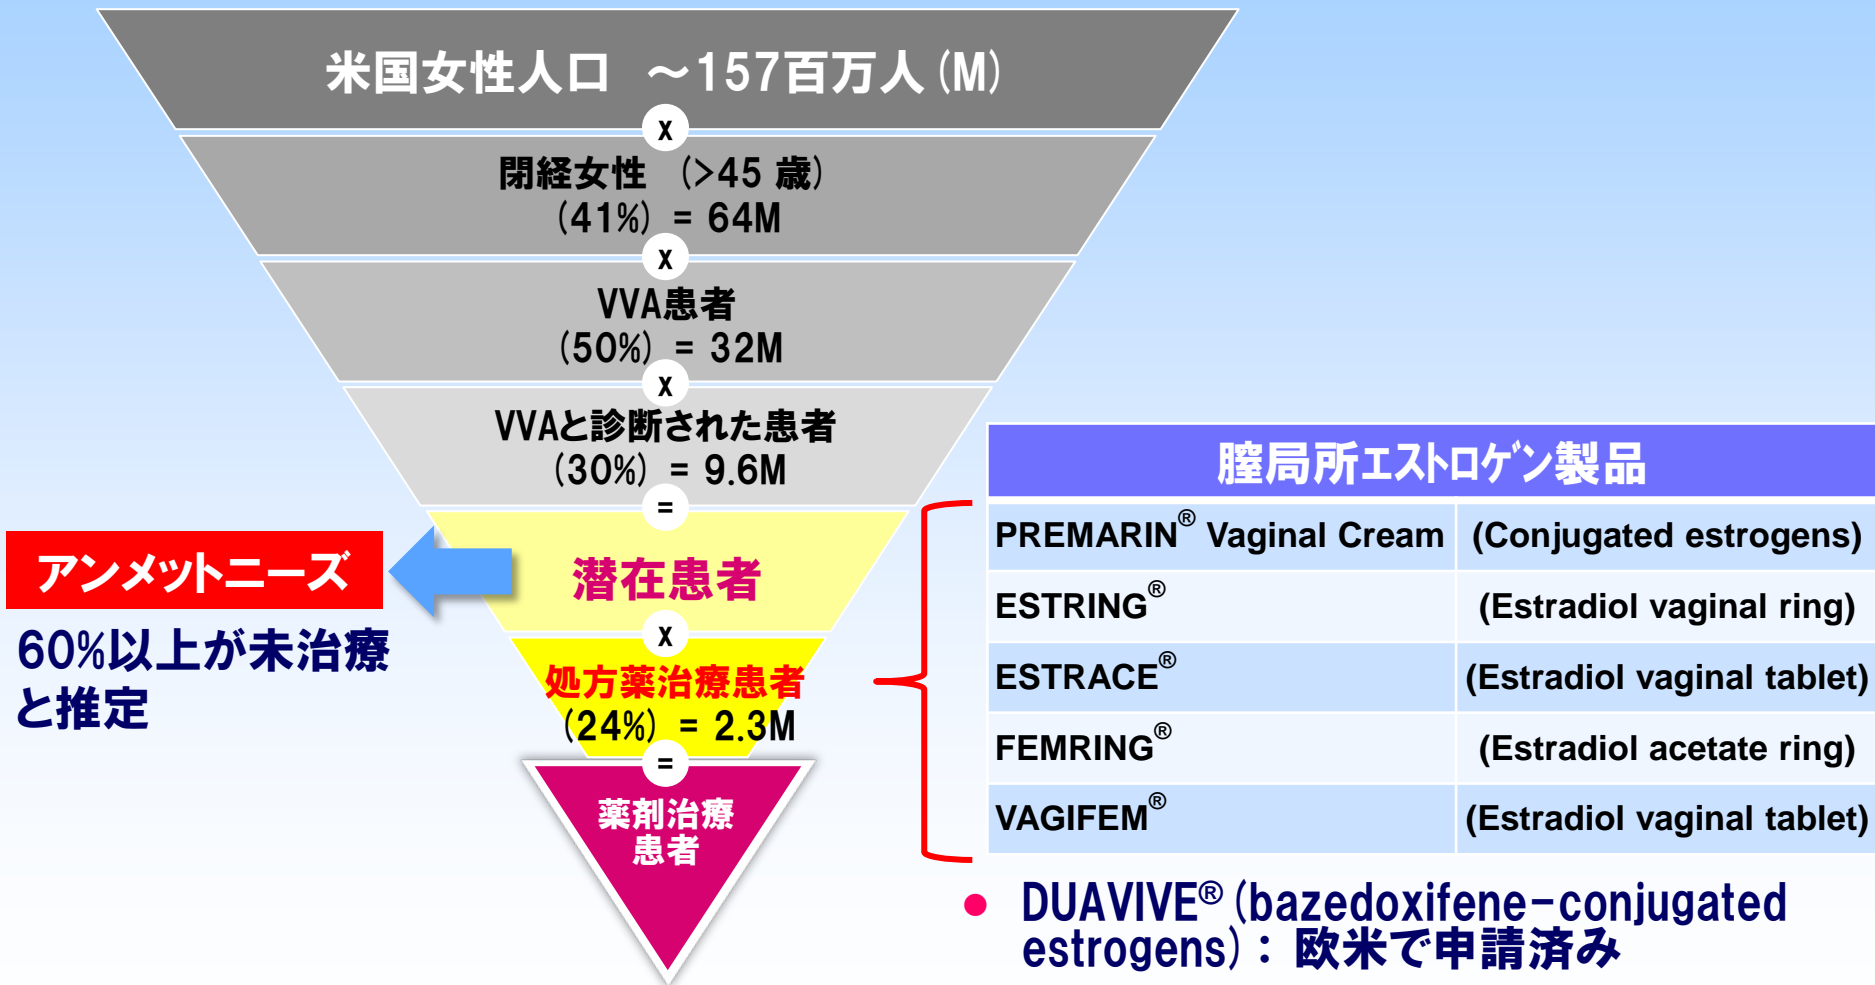 米国女性人口　～157百万人(M)
x
閉経女性　(>45 歳)
(41%) = 64M
x
VVA患者
(50%) = 32M
x
VVAと診断された患者
(30%) = 9.6M
=
潜在患者
アンメットニーズ
60%以上が未治療
と推定
x
処方薬治療患者
(24%) = 2.3M
=
薬剤治療
患者
膣局所エストロゲン製品
PREMARIN® Vaginal Cream (Conjugated estrogens)
ESTRING® (Estradiol vaginal ring)
ESTRACE® (Estradiol vaginal tablet)
FEMRING® (Estradiol acetate ring)
VAGIFEM® (Estradiol vaginal tablet)
● DUAVIVE® (bazedoxifene-conjugated
estrogens)：欧米で申請済み